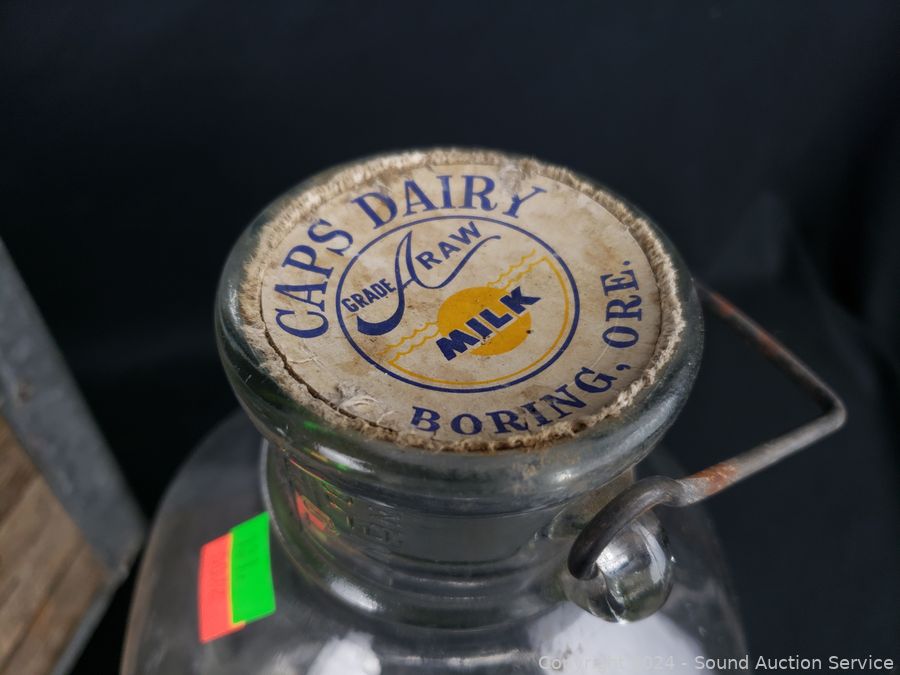 CAPS DAIRY
GRADE A RAW
MILK
BORING, ORE.
Copyright 2024 - Sound Auction Service